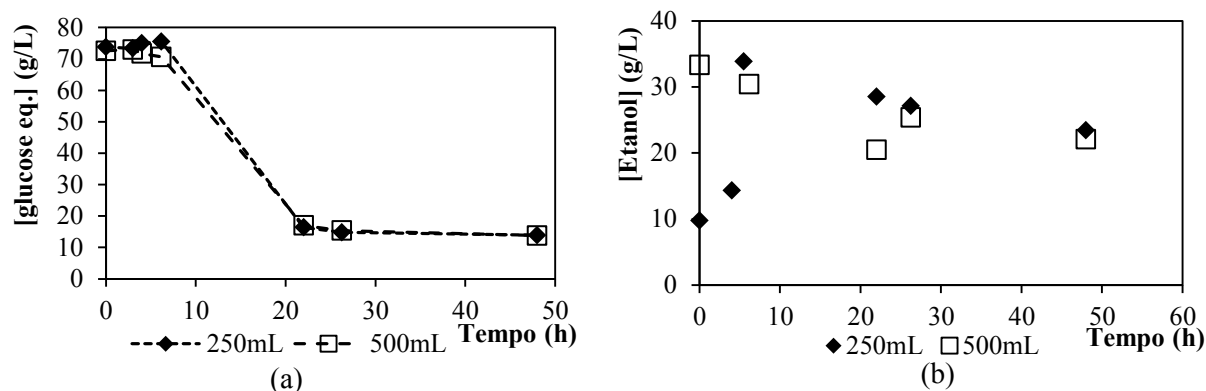 [glucose eq.] (g/L)
80
70
60
50
40
30
20
10
0
0 10 20 30 40 50
Tempo (h)
250mL 500mL
(a)
[Etanol] (g/L)
40
30
20
10
0
0 10 20 30 40 50 60
Tempo (h)
250mL 500mL
(b)